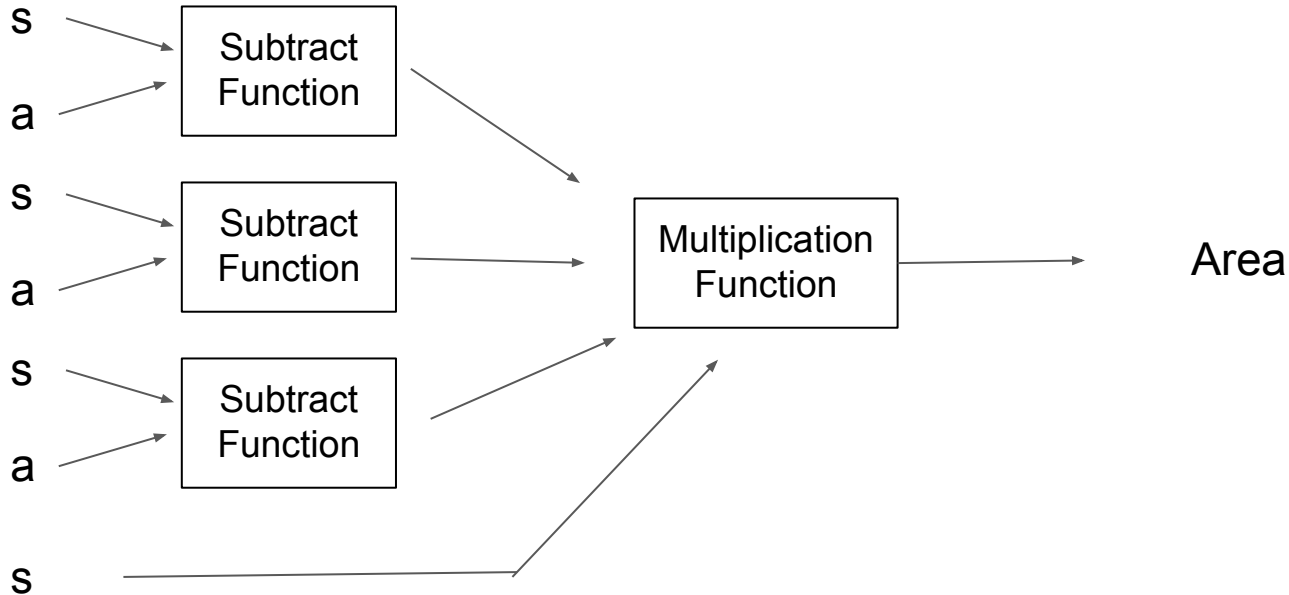 s
Subtract
Function
a
s
Subtract
Function
a
s
Subtract
Function
a
s
Multiplication
Function
Area